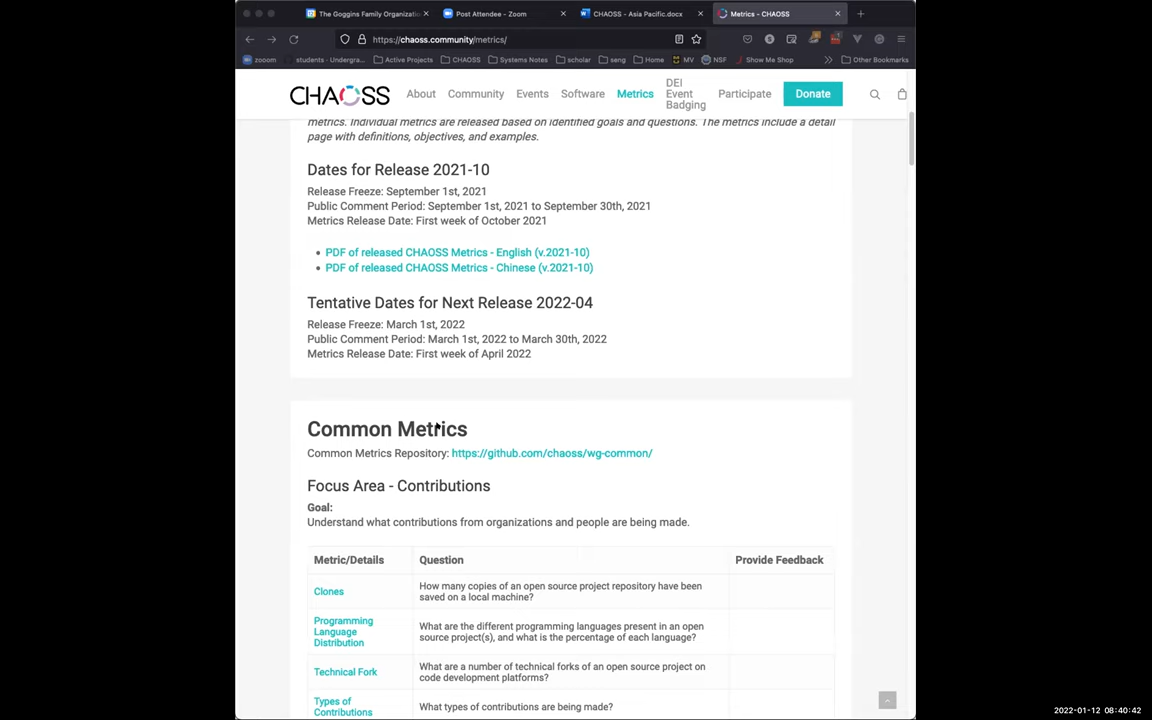 The Goggins Family Organizatio
Post Attendee - Zoom
CHAOSS - Asia Pacific.docx
Metrics - CHAOSS
https://chaoss.community/metrics/
zooom
students - Undergra...
Active Projects
CHAOSS
Systems Notes
scholar
seng
Home
MV
NSF
Show Me Shop
Other Bookmarks
CHAOSS
About
Community
Events
Software
Metrics
DEI
Event
Badging
Participate
Donate
metrics. Individual metrics are released based on identified goals and questions. The metrics include a detail
page with definitions, objectives, and examples.
Dates for Release 2021-10
Release Freeze: September 1st, 2021
Public Comment Period: September 1st, 2021 to September 30th, 2021
Metrics Release Date: First week of October 2021
PDF of released CHAOSS Metrics - English (v.2021-10)
PDF of released CHAOSS Metrics - Chinese (v.2021-10)
Tentative Dates for Next Release 2022-04
Release Freeze: March 1st, 2022
Public Comment Period: March 1st, 2022 to March 30th, 2022
Metrics Release Date: First week of April 2022
Common Metrics
Common Metrics Repository: https://github.com/chaoss/wg-common/
Focus Area - Contributions
Goal:
Understand what contributions from organizations and people are being made.
Metric/Details
Question
Provide Feedback
Clones
How many copies of an open source project repository have been
saved on a local machine?
Programming
Language
Distribution
What are the different programming languages present in an open
source project(s), and what is the percentage of each language?
Technical Fork
What are a number of technical forks of an open source project on
code development platforms?
Types of
Contributions
What types of contributions are being made?
2022-01-12 08:40:42